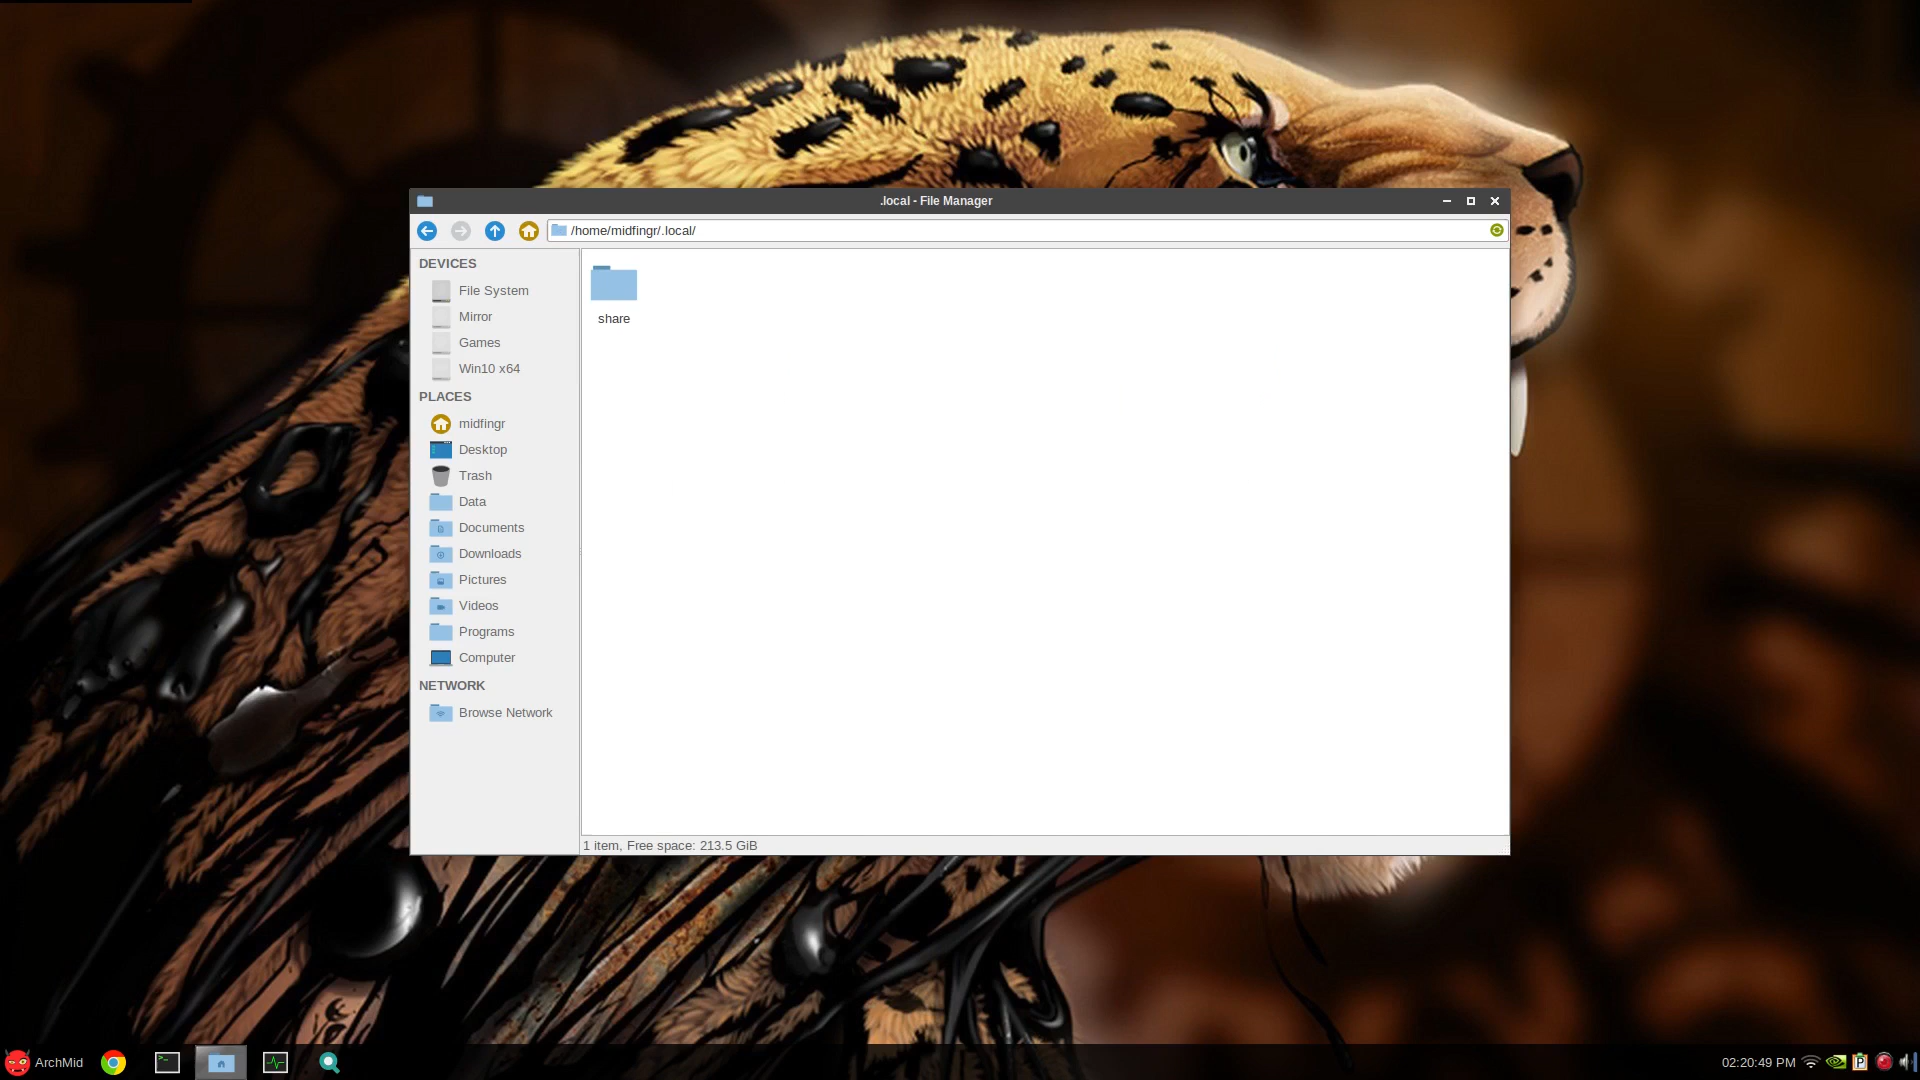 .local - File Manager
/home/midfingr/.local/
DEVICES
File System
Mirror
Games
Win10 x64
PLACES
midfingr
Desktop
Trash
Data
Documents
Downloads
Pictures
Videos
Programs
Computer
NETWORK
Browse Network
share
1 item, Free space: 213.5 GiB
ArchMid
02:20:49 PM